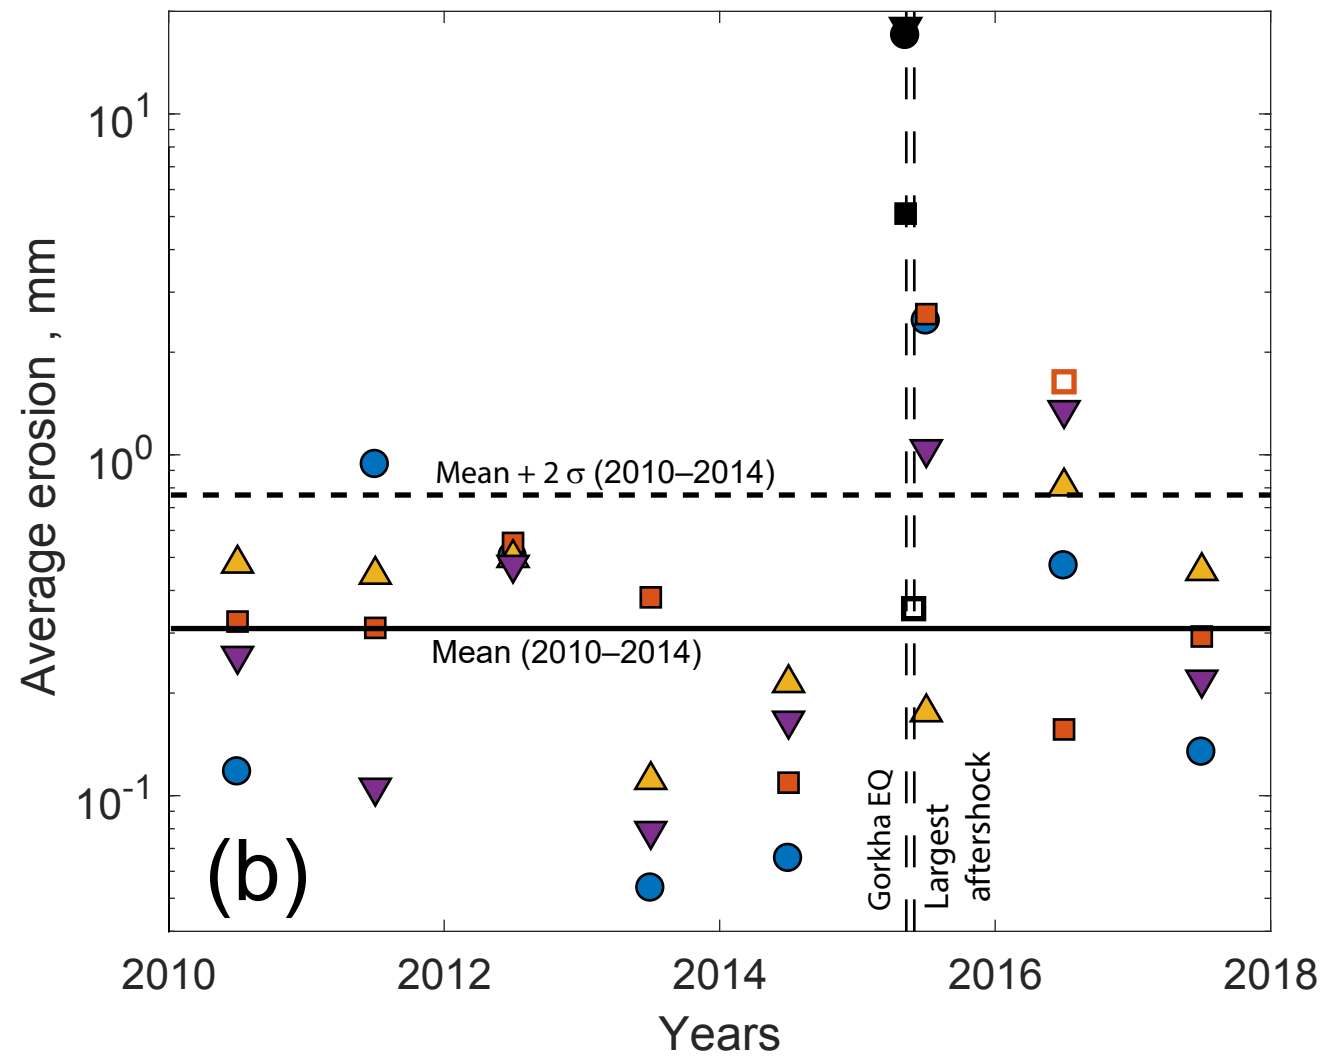 Average erosion , mm
10^1
10^0
10^-1
Mean + 2 σ (2010–2014)
Mean (2010–2014)
Gorkha EQ
Largest
aftershock
(b)
2010 2012 2014 2016 2018
Years